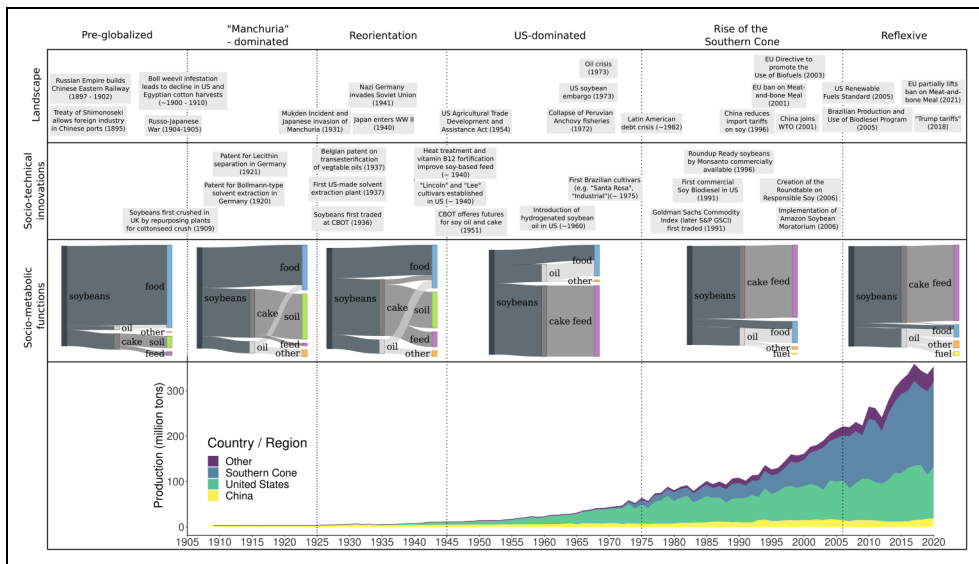 Pre-globalized
"Manchuria"
- dominated
Reorientation
US-dominated
Rise of the
Southern Cone
Reflexive
Landscape
Russian Empire builds
Chinese Eastern Railway
(1897 - 1902)
Treaty of Shimonoseki
allows foreign industry
in Chinese ports (1895)
Boll weevil infestation
leads to decline in US and
Egyptian cotton harvests
(~1900 - 1910)
Russo-Japanese
War (1904-1905)
Mukden Incident and
Japanese invasion of
Manchuria (1931)
Nazi Germany
invades Soviet Union
(1941)
Japan enters WW II
(1940)
US Agricultural Trade
Development and
Assistance Act (1954)
Oil crisis
(1973)
US soybean
embargo (1973)
Collapse of Peruvian
Anchovy fisheries
(1972)
Latin American
debt crisis (~1982)
EU Directive to
promote the
Use of Biofuels (2003)
EU ban on Meat-
and-bone Meal
(2001)
China reduces
import tariffs
on soy (1996)
China joins
WTO (2001)
US Renewable
Fuels Standard (2005)
Brazilian Production and
Use of Biodiesel Program
(2005)
EU partially lifts
ban on Meat-and-
bone Meal (2021)
"Trump tariffs"
(2018)
Socio-technical
innovations
Patent for Lecithin
separation in Germany
(1921)
Patent for Bollmann-type
solvent extraction in Germany
(1920)
Soybeans first crushed in
UK by repurposing plants
for cottonseed crush (1909)
Belgian patent on
transesterification
of vegtable oils (1937)
First US-made solvent
extraction plant (1937)
Soybeans first traded
at CBOT (1936)
Heat treatment and
vitamin B12 fortification
improve soy-based feed
(~ 1940)
"Lincoln" and "Lee"
cultivars established
in US (~ 1940)
CBOT offers futures
for soy oil and cake
(1951)
First Brazilian cultivars
(e.g. "Santa Rosa",
"Industrial")(~ 1975)
Introduction of
hydrogenated soybean
oil in US (~1960)
Roundup Ready soybeans
by Monsanto commercially
available (1996)
First commercial
Soy Biodiesel in US
(1991)
Goldman Sachs Commodity
Index (later S&P GSCI)
first traded (1991)
Creation of the
Roundtable on
Responsible Soy (2006)
Implementation of
Amazon Soybean
Moratorium (2006)
Socio-metabolic
functions
soybeans
food
oil
other
cake
soil
feed
soybeans
food
cake
soil
feed
oil
other
soybeans
food
cake
soil
feed
oil
other
soybeans
food
oil
other
cake
feed
soybeans
cake
feed
food
oil
other
fuel
soybeans
cake
feed
food
oil
other
fuel
Production (million tons)
300
200
100
0
Country / Region
Other
Southern Cone
United States
China
1905
1910
1915
1920
1925
1930
1935
1940
1945
1950
1955
1960
1965
1970
1975
1980
1985
1990
1995
2000
2005
2010
2015
2020